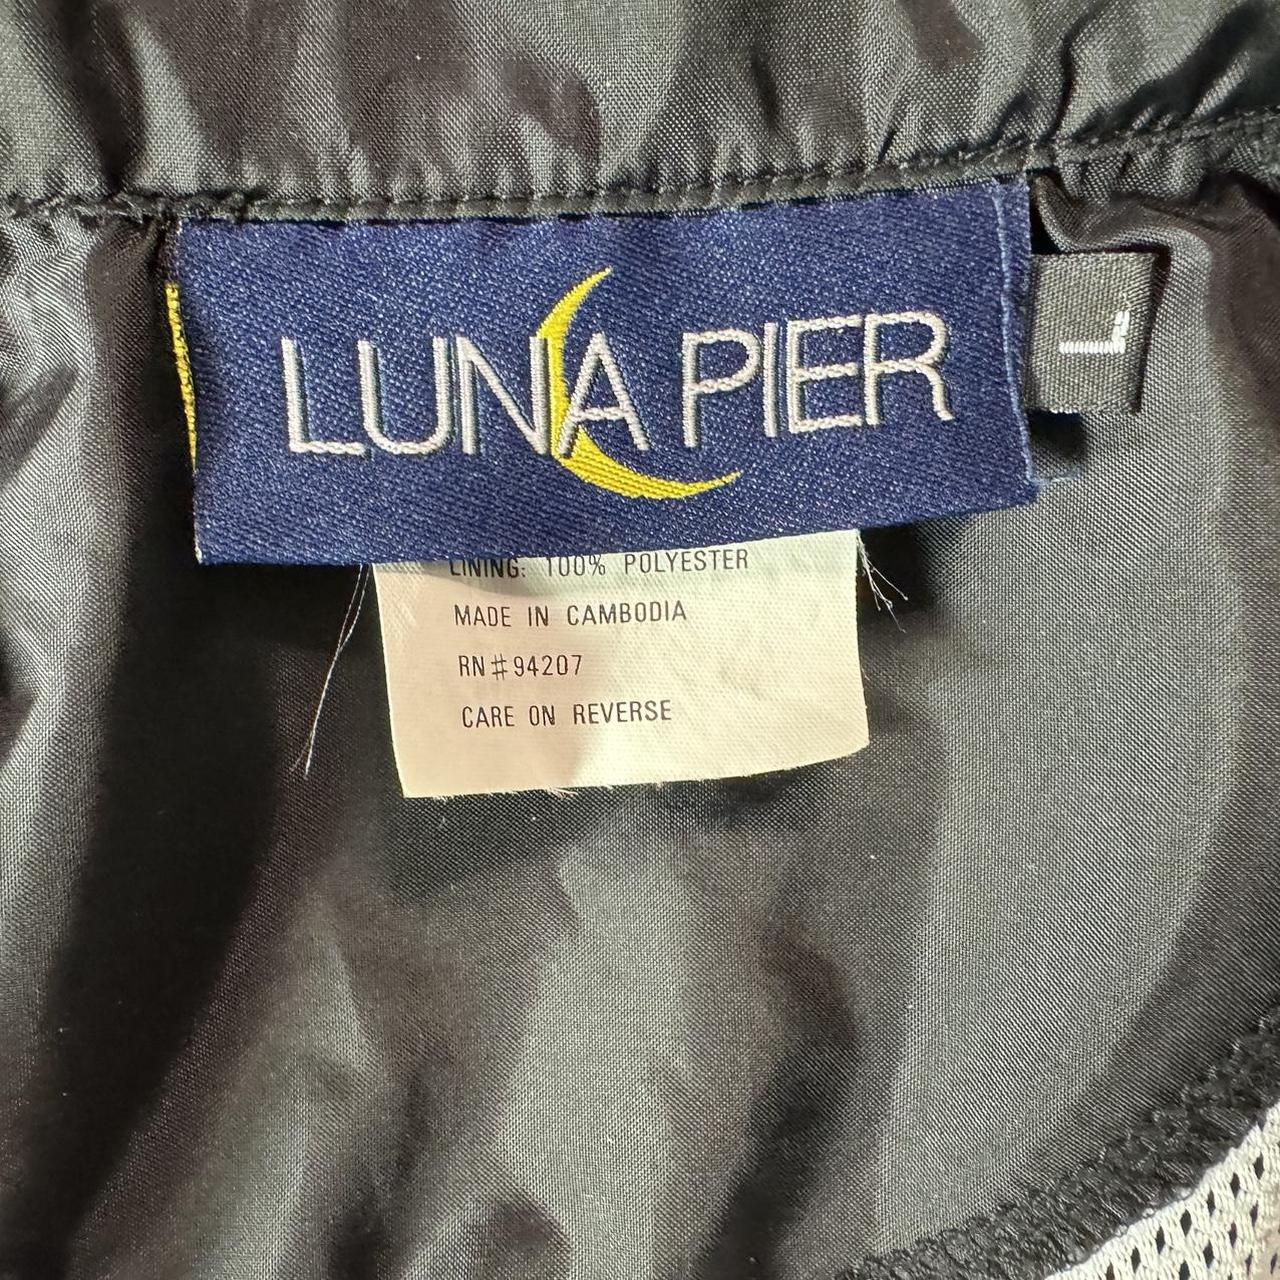 LUNA PIER
L
LINING: 100% POLYESTER
MADE IN CAMBODIA
RN#94207
CARE ON REVERSE